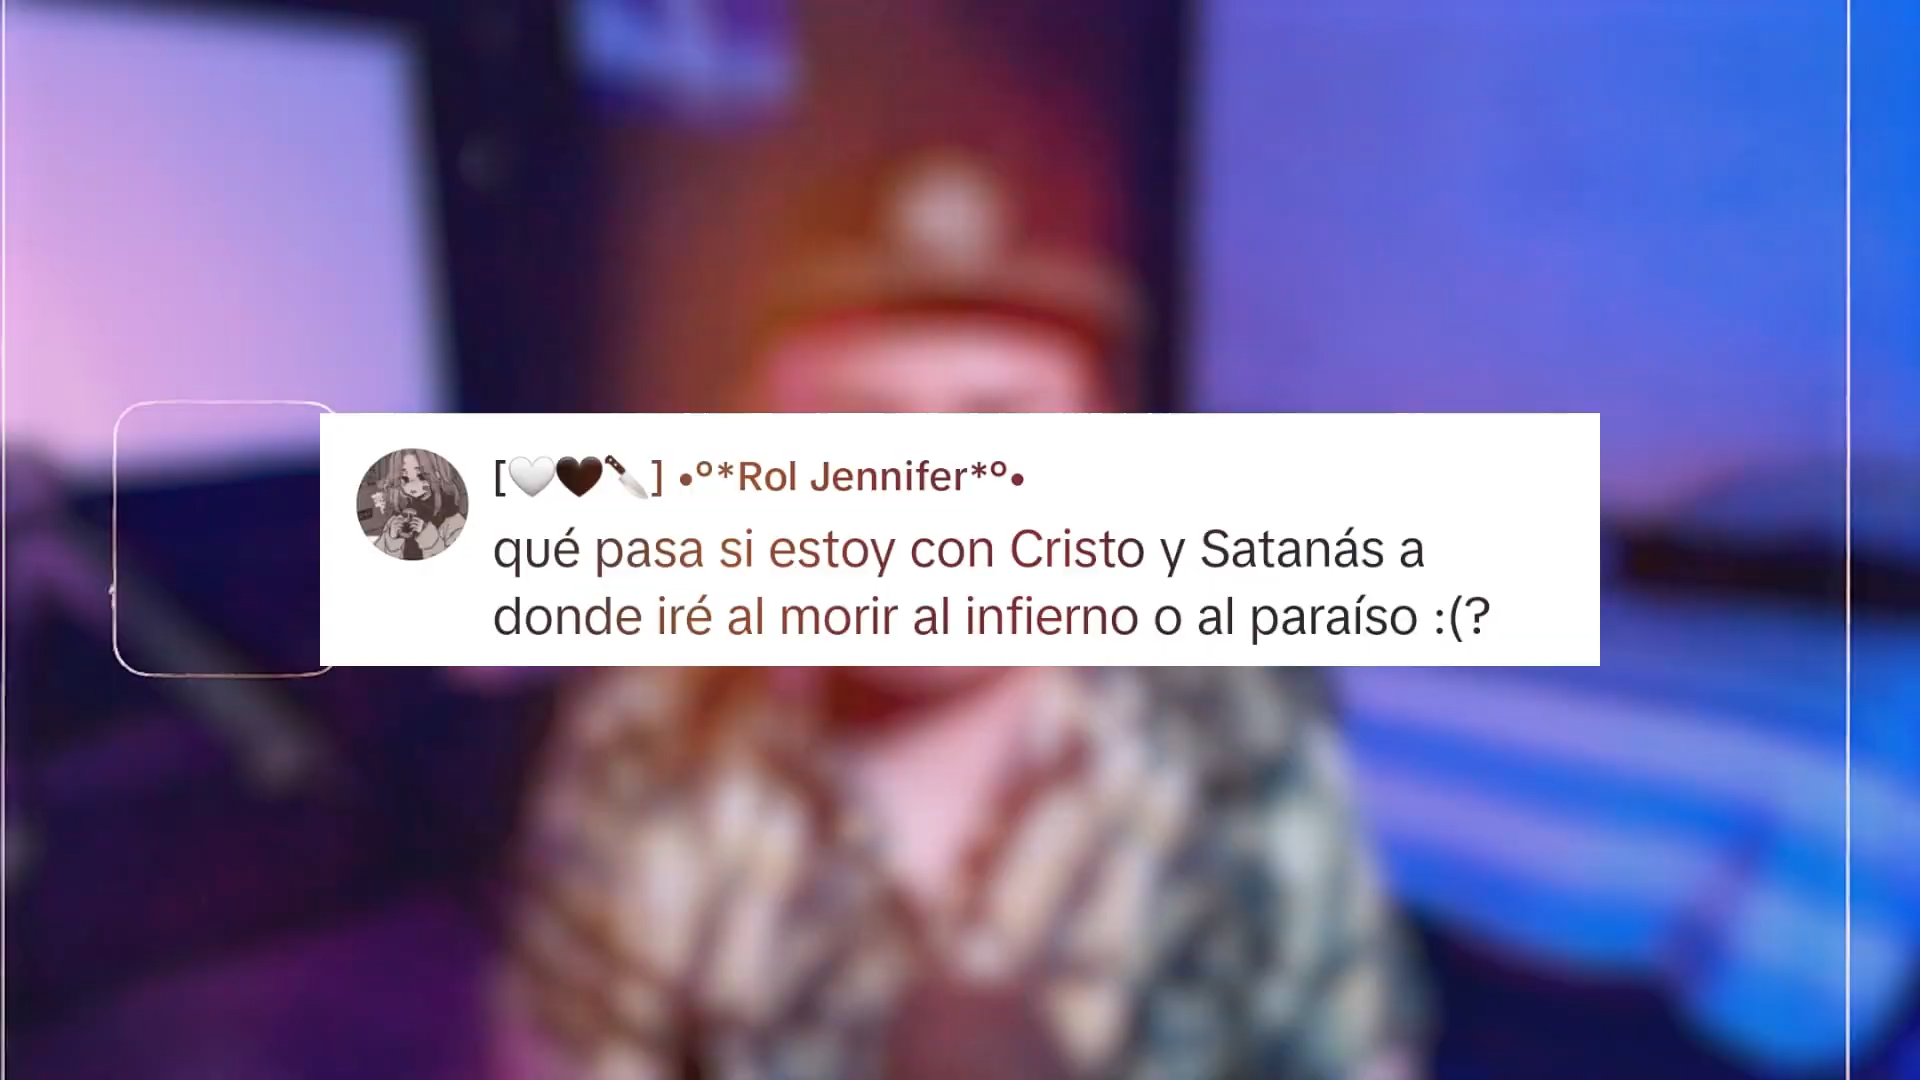 [🤍🖤🔪] •º*Rol Jennifer*º•
qué pasa si estoy con Cristo y Satanás a
donde iré al morir al infierno o al paraíso :(?